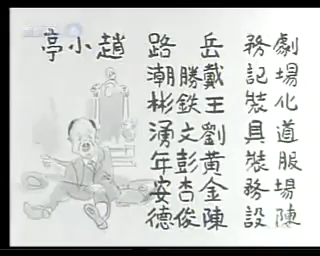 劇務 岳路 趙小亭
場記 戴勝潮
化裝 王鉄彬
道具 劉文湧
服裝 黃彭年
場務 金杏安
陳設 陳俊德